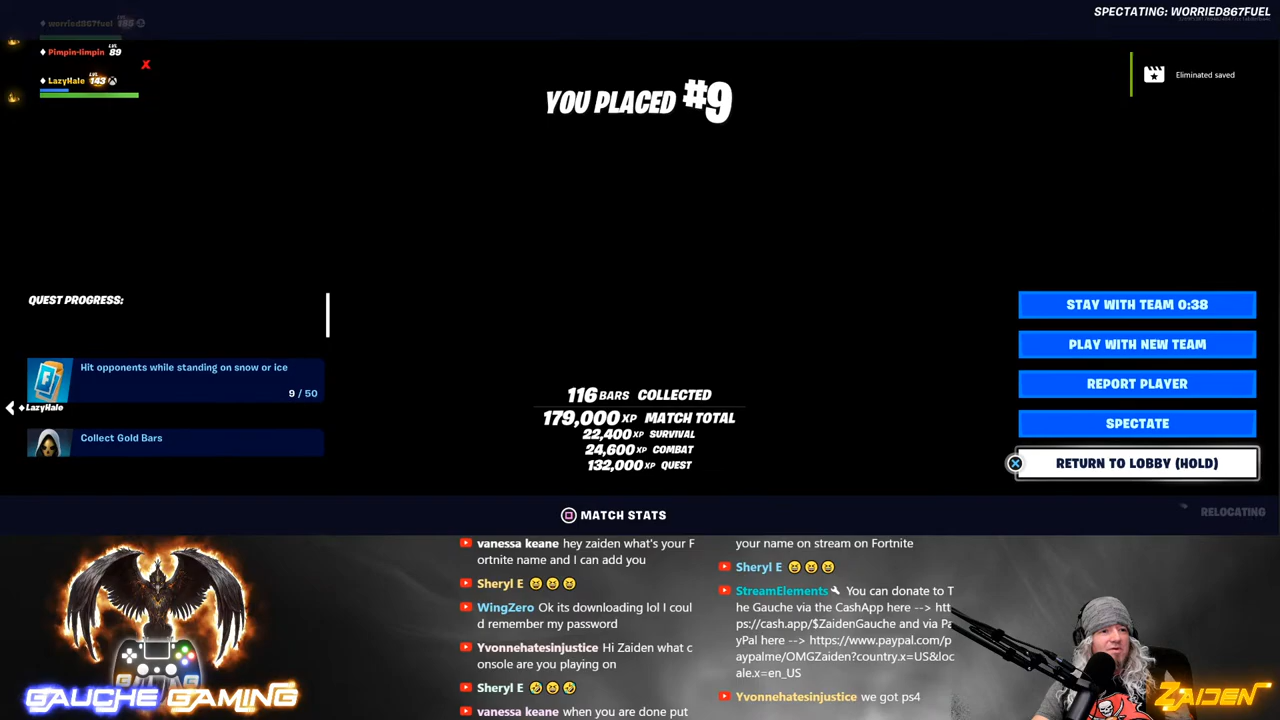 worried867fuel
SPECTATING: WORRIED867FUEL
Pimpin-limpin LVL 89
X
LazyHale LVL 143
Eliminated saved
YOU PLACED #9
QUEST PROGRESS:
Hit opponents while standing on snow or ice
9 / 50
LazyHale
Collect Gold Bars
116 BARS COLLECTED
179,000 XP MATCH TOTAL
22,400 XP SURVIVAL
24,600 XP COMBAT
132,000 XP QUEST
STAY WITH TEAM 0:38
PLAY WITH NEW TEAM
REPORT PLAYER
SPECTATE
RETURN TO LOBBY (HOLD)
MATCH STATS
RELOCATING
vanessa keane hey zaiden what's your F
ortnite name and I can add you
Sheryl E
WingZero Ok its downloading lol I coul
d remember my password
Yvonnehatesinjustice Hi Zaiden what c
onsole are you playing on
Sheryl E
vanessa keane when you are done put
your name on stream on Fortnite
Sheryl E
StreamElements You can donate to T
he Gauche via the CashApp here --> htt
ps://cash.app/$ZaidenGauche and via Pa
yPal here --> https://www.paypal.com/p
aypalme/OMGZaiden?country.x=US&loc
ale.x=en_US
Yvonnehatesinjustice we got ps4
GAUCHE GAMING
ZAIDEN